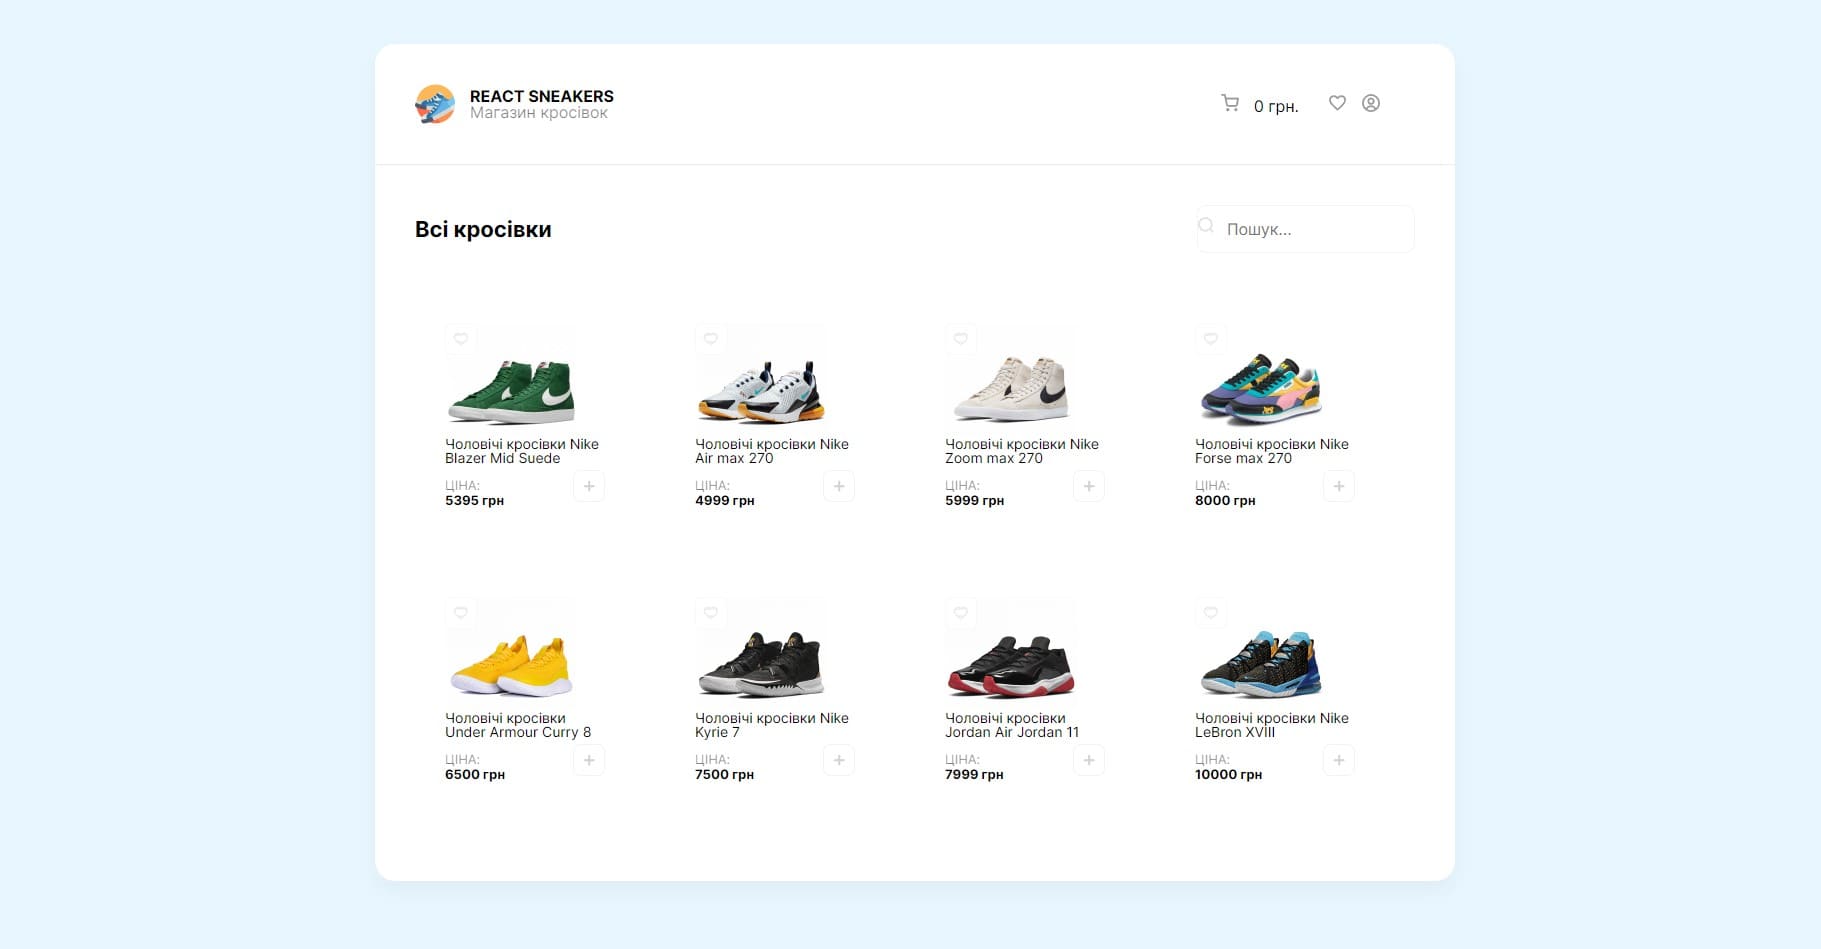 REACT SNEAKERS
Магазин кросівок
0 грн.
Всі кросівки
Пошук...
Чоловічі кросівки Nike
Blazer Mid Suede
ЦІНА:
5395 грн
Чоловічі кросівки Nike
Air max 270
ЦІНА:
4999 грн
Чоловічі кросівки Nike
Zoom max 270
ЦІНА:
5999 грн
Чоловічі кросівки Nike
Forse max 270
ЦІНА:
8000 грн
Чоловічі кросівки
Under Armour Curry 8
ЦІНА:
6500 грн
Чоловічі кросівки Nike
Kyrie 7
ЦІНА:
7500 грн
Чоловічі кросівки
Jordan Air Jordan 11
ЦІНА:
7999 грн
Чоловічі кросівки Nike
LeBron XVIII
ЦІНА:
10000 грн